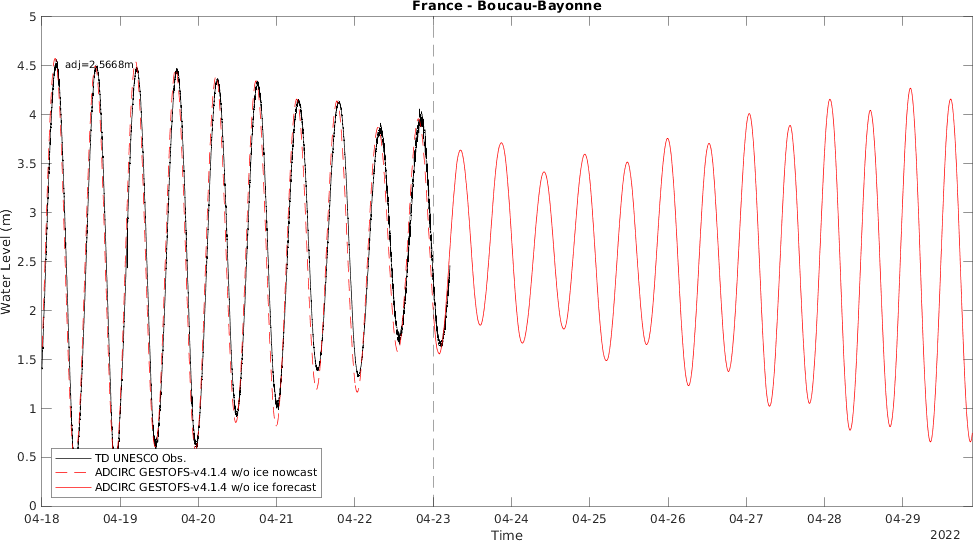 France - Boucau-Bayonne
5
4.5
4
3.5
3
2.5
2
1.5
1
0.5
0
Water Level (m)
adj=2.5668m
TD UNESCO Obs.
ADCIRC GESTOFS-v4.1.4 w/o ice nowcast
ADCIRC GESTOFS-v4.1.4 w/o ice forecast
04-18 04-19 04-20 04-21 04-22 04-23 04-24 04-25 04-26 04-27 04-28 04-29
Time
2022